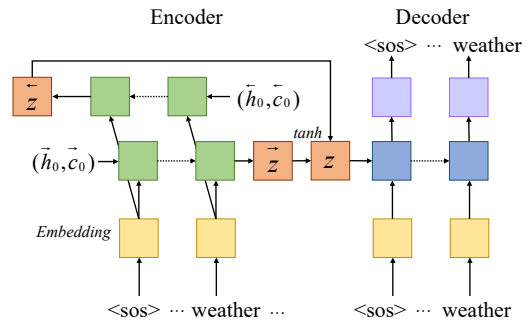 Encoder
Decoder
<sos> ··· weather
z⃖
(h⃖₀, c⃖₀)
tanh
(h⃗₀, c⃗₀)
z⃗
z
Embedding
<sos> ··· weather ...
<sos> ··· weather